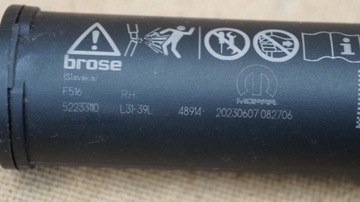 brose
(Slovakia)
F516 RH MOPAR
52233110 L31-39L 48914 20230607 082706